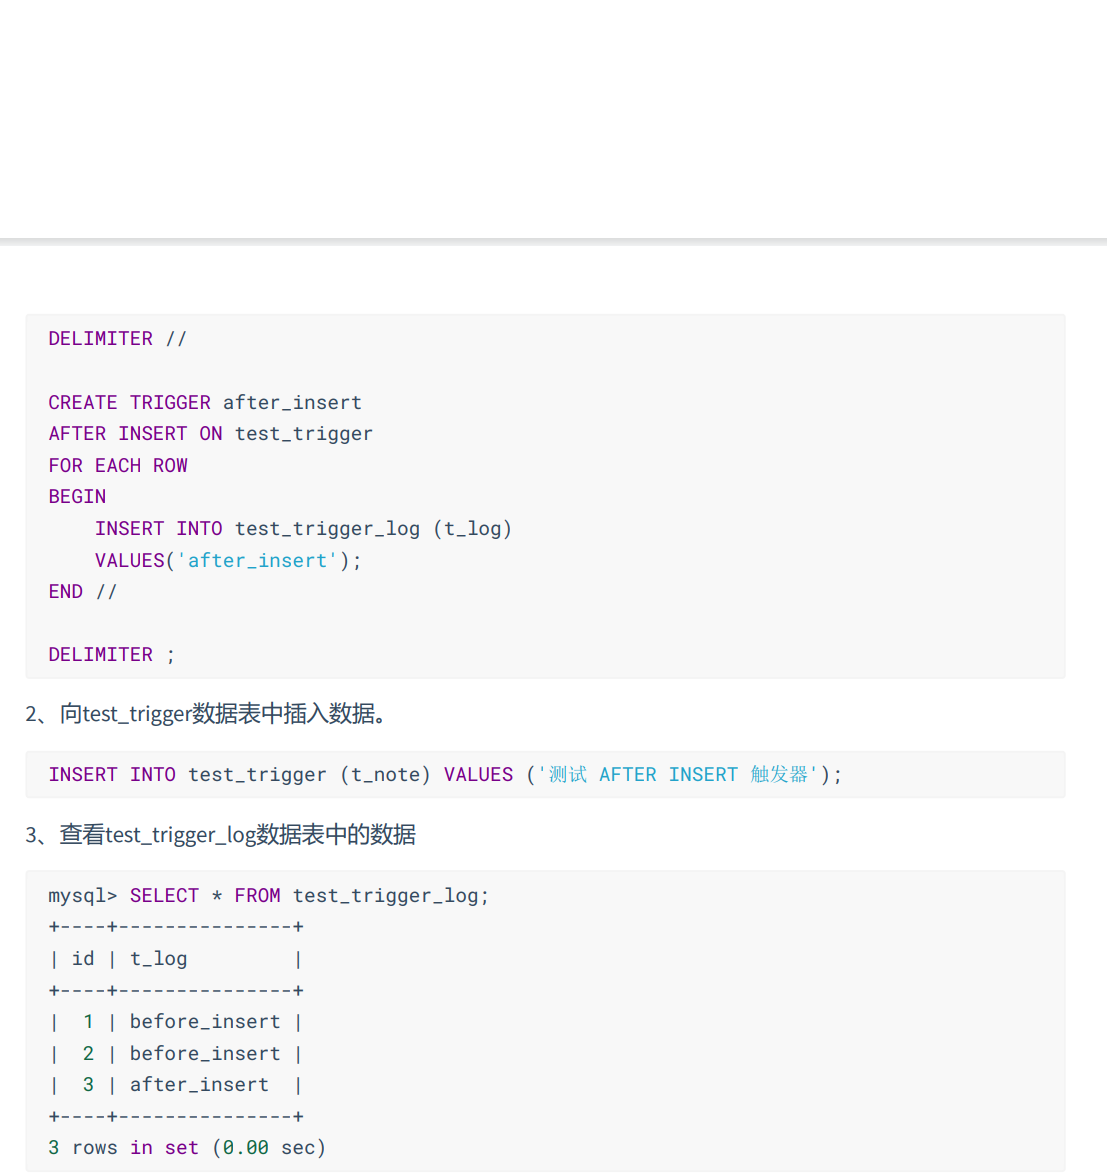 DELIMITER //
CREATE TRIGGER after_insert
AFTER INSERT ON test_trigger
FOR EACH ROW
BEGIN
    INSERT INTO test_trigger_log (t_log)
    VALUES('after_insert');
END //
DELIMITER ;
2、向test_trigger数据表中插入数据。
INSERT INTO test_trigger (t_note) VALUES ('测试 AFTER INSERT 触发器');
3、查看test_trigger_log数据表中的数据
mysql> SELECT * FROM test_trigger_log;
+----+---------------+
| id | t_log         |
+----+---------------+
|  1 | before_insert |
|  2 | before_insert |
|  3 | after_insert  |
+----+---------------+
3 rows in set (0.00 sec)